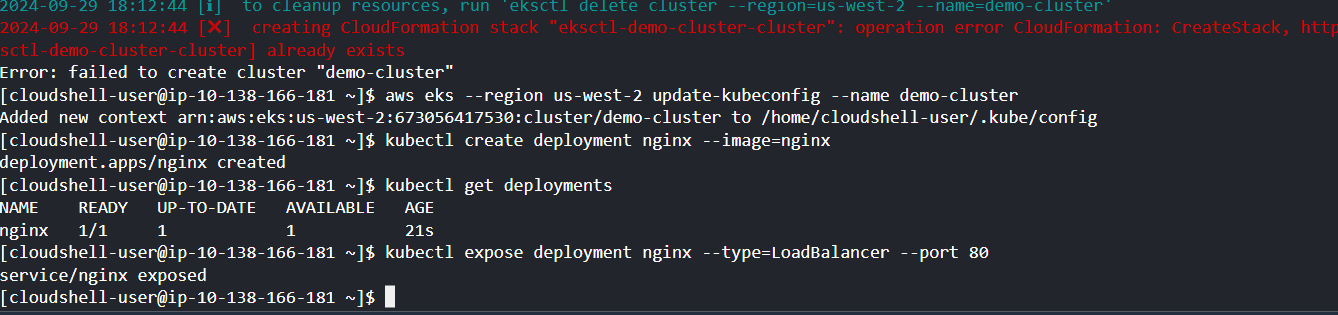 2024-09-29 18:12:44 [ℹ]  to cleanup resources, run 'eksctl delete cluster --region=us-west-2 --name=demo-cluster'
2024-09-29 18:12:44 [✖]  creating CloudFormation stack "eksctl-demo-cluster-cluster": operation error CloudFormation: CreateStack, http
sctl-demo-cluster-cluster] already exists
Error: failed to create cluster "demo-cluster"
[cloudshell-user@ip-10-138-166-181 ~]$ aws eks --region us-west-2 update-kubeconfig --name demo-cluster
Added new context arn:aws:eks:us-west-2:673056417530:cluster/demo-cluster to /home/cloudshell-user/.kube/config
[cloudshell-user@ip-10-138-166-181 ~]$ kubectl create deployment nginx --image=nginx
deployment.apps/nginx created
[cloudshell-user@ip-10-138-166-181 ~]$ kubectl get deployments
NAME    READY   UP-TO-DATE   AVAILABLE   AGE
nginx   1/1     1            1           21s
[cloudshell-user@ip-10-138-166-181 ~]$ kubectl expose deployment nginx --type=LoadBalancer --port 80
service/nginx exposed
[cloudshell-user@ip-10-138-166-181 ~]$